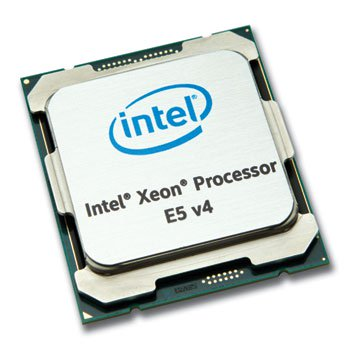 intel
Intel® Xeon® Processor
E5 v4